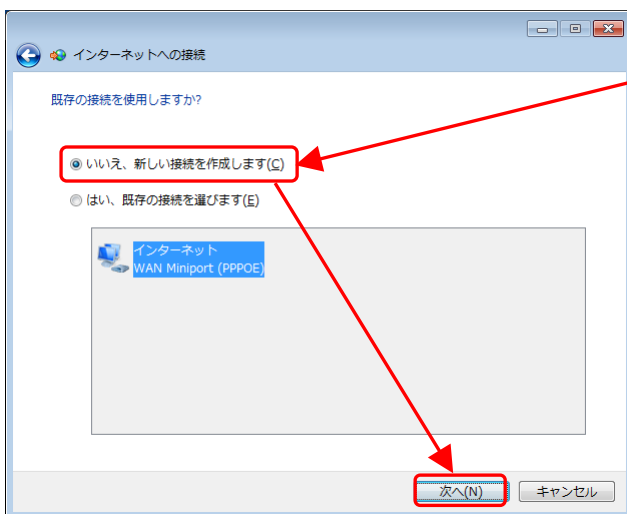 インターネットへの接続
既存の接続を使用しますか?
いいえ、新しい接続を作成します(C)
はい、既存の接続を選びます(E)
インターネット
WAN Miniport (PPPOE)
次へ(N)
キャンセル